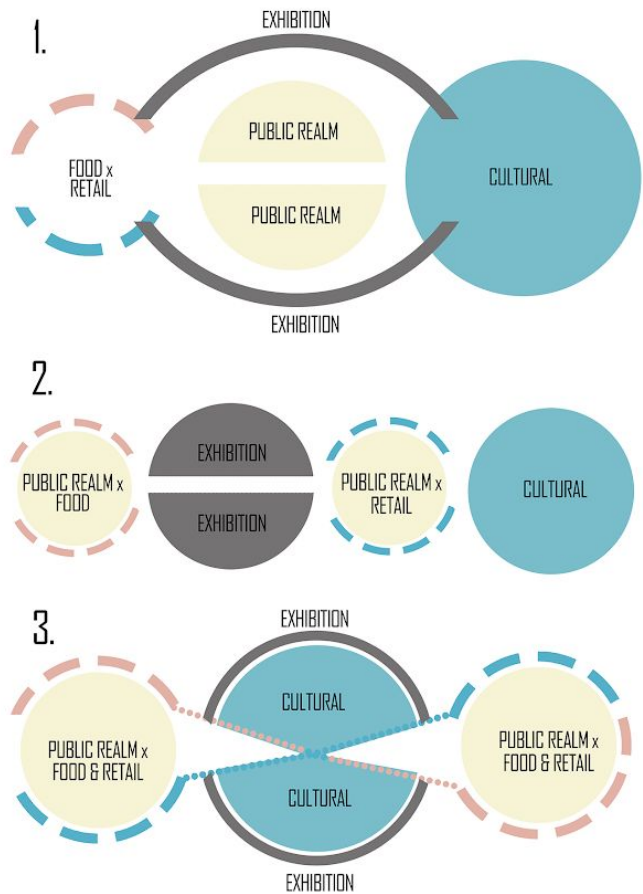 1.
EXHIBITION
FOOD x
RETAIL
PUBLIC REALM
PUBLIC REALM
CULTURAL
EXHIBITION
2.
PUBLIC REALM x
FOOD
EXHIBITION
EXHIBITION
PUBLIC REALM x
RETAIL
CULTURAL
3.
EXHIBITION
PUBLIC REALM x
FOOD & RETAIL
CULTURAL
CULTURAL
PUBLIC REALM x
FOOD & RETAIL
EXHIBITION